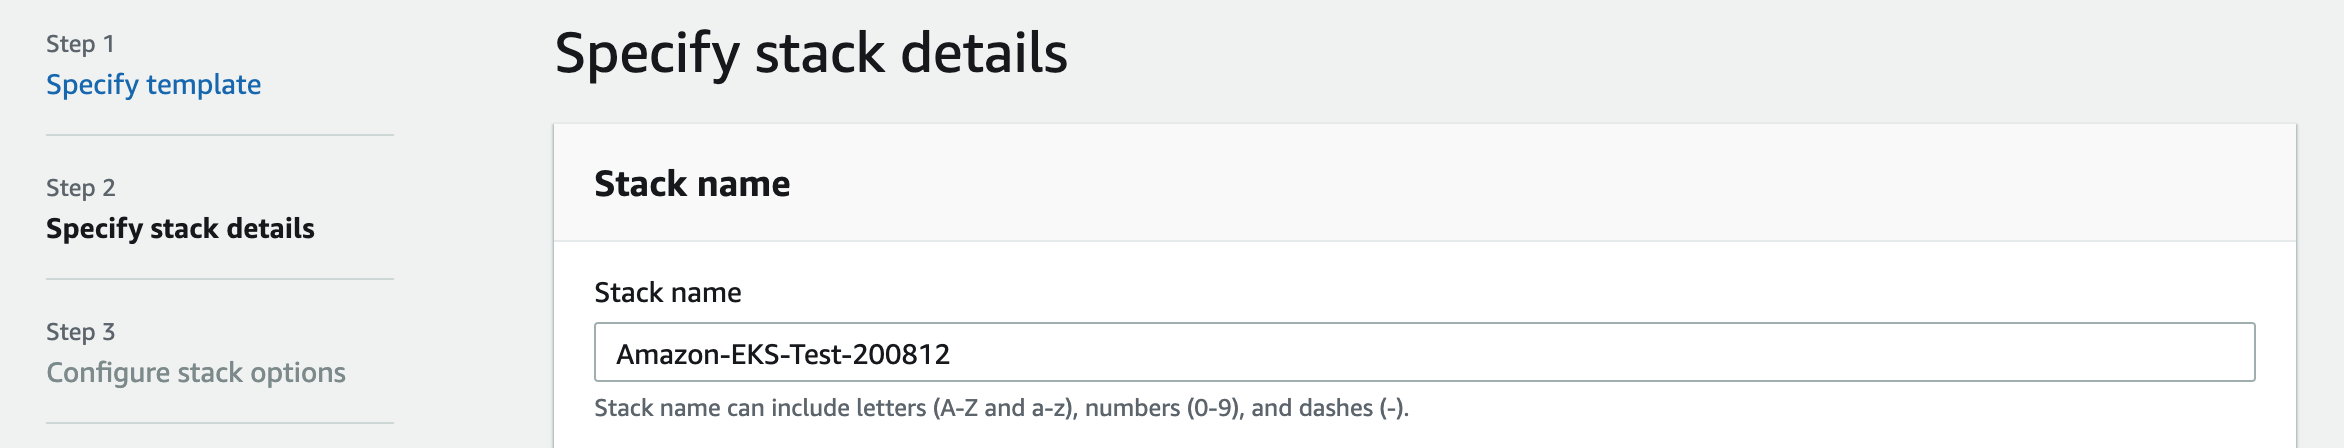 Step 1
Specify template
Step 2
Specify stack details
Step 3
Configure stack options
Specify stack details
Stack name
Stack name
Amazon-EKS-Test-200812
Stack name can include letters (A-Z and a-z), numbers (0-9), and dashes (-).